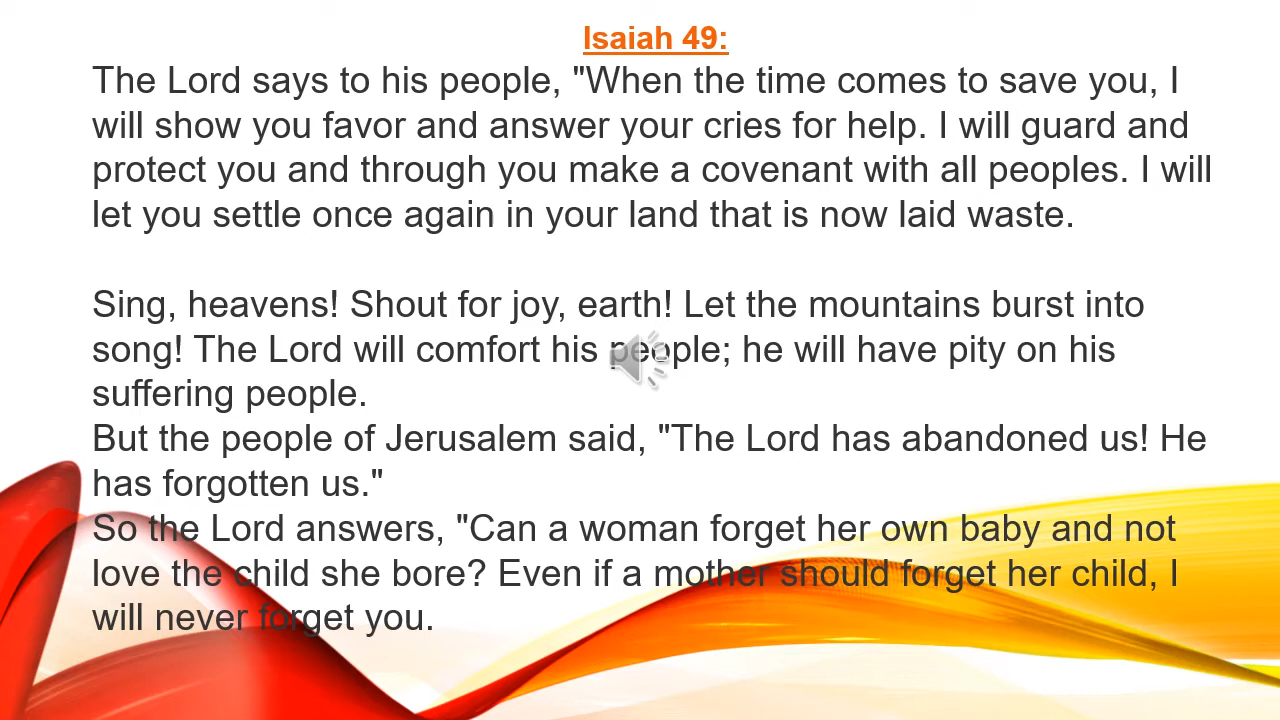 Isaiah 49:
The Lord says to his people, "When the time comes to save you, I
will show you favor and answer your cries for help. I will guard and
protect you and through you make a covenant with all peoples. I will
let you settle once again in your land that is now laid waste.
Sing, heavens! Shout for joy, earth! Let the mountains burst into
song! The Lord will comfort his people; he will have pity on his
suffering people.
But the people of Jerusalem said, "The Lord has abandoned us! He
has forgotten us."
So the Lord answers, "Can a woman forget her own baby and not
love the child she bore? Even if a mother should forget her child, I
will never forget you.